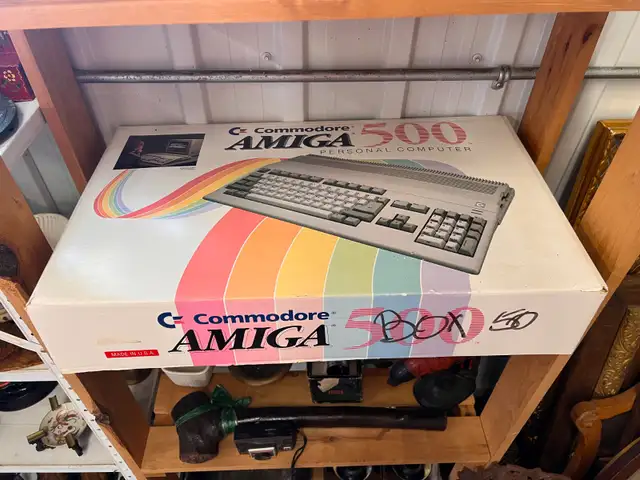 Commodore 500
AMIGA
PERSONAL COMPUTER
Commodore
AMIGA 500
BOX 50
MADE IN U.S.A.